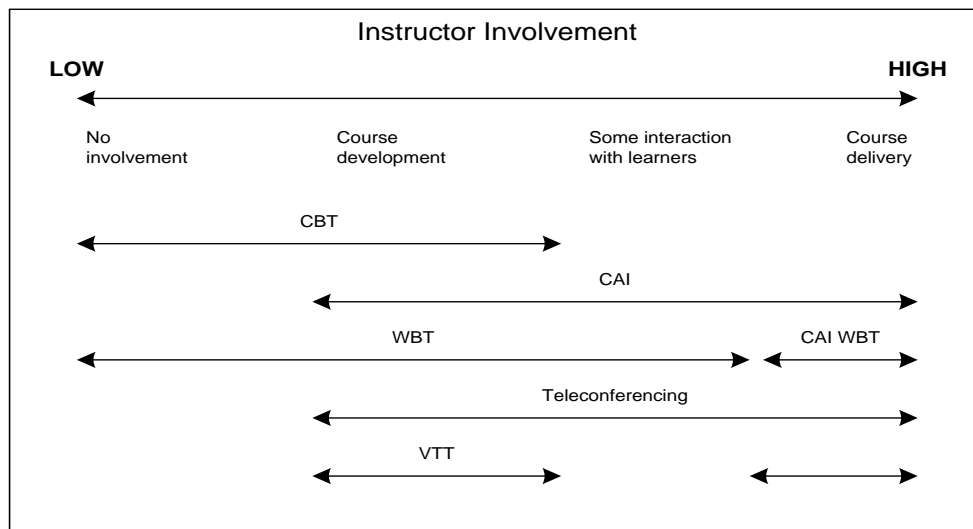 Instructor Involvement
LOW HIGH
No involvement
Course development
Some interaction with learners
Course delivery
CBT
CAI
WBT CAI WBT
Teleconferencing
VTT